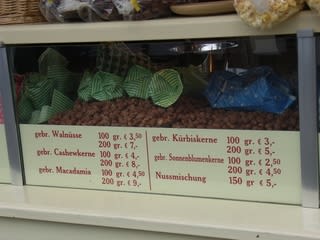 gebr. Walnüsse 100 gr. € 3,50
200 gr. € 7,-
gebr. Cashewkerne 100 gr. € 4,-
200 gr. € 8,-
gebr. Macadamia 100 gr. € 4,50
200 gr. € 9,-
gebr. Kürbiskerne 100 gr. € 3,-
200 gr. € 5,-
gebr. Sonnenblumenkerne 100 gr. € 2,50
200 gr. € 4,50
Nussmischung 150 gr € 5,-